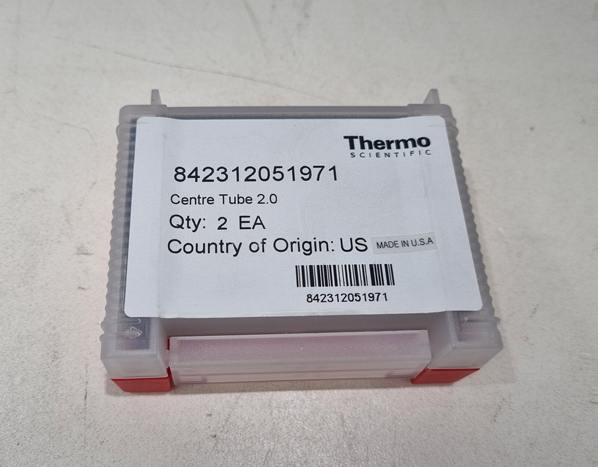 Thermo
SCIENTIFIC
842312051971
Centre Tube 2.0
Qty: 2 EA
Country of Origin: US MADE IN U.S.A
842312051971